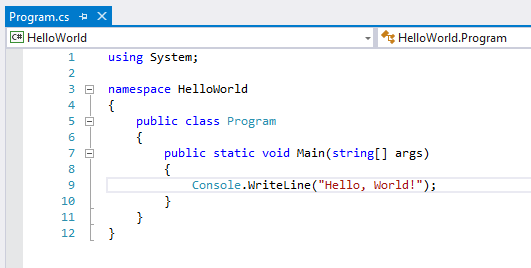 Program.cs
HelloWorld HelloWorld.Program
1 using System;
2
3 namespace HelloWorld
4 {
5 public class Program
6 {
7 public static void Main(string[] args)
8 {
9 Console.WriteLine("Hello, World!");
10 }
11 }
12 }